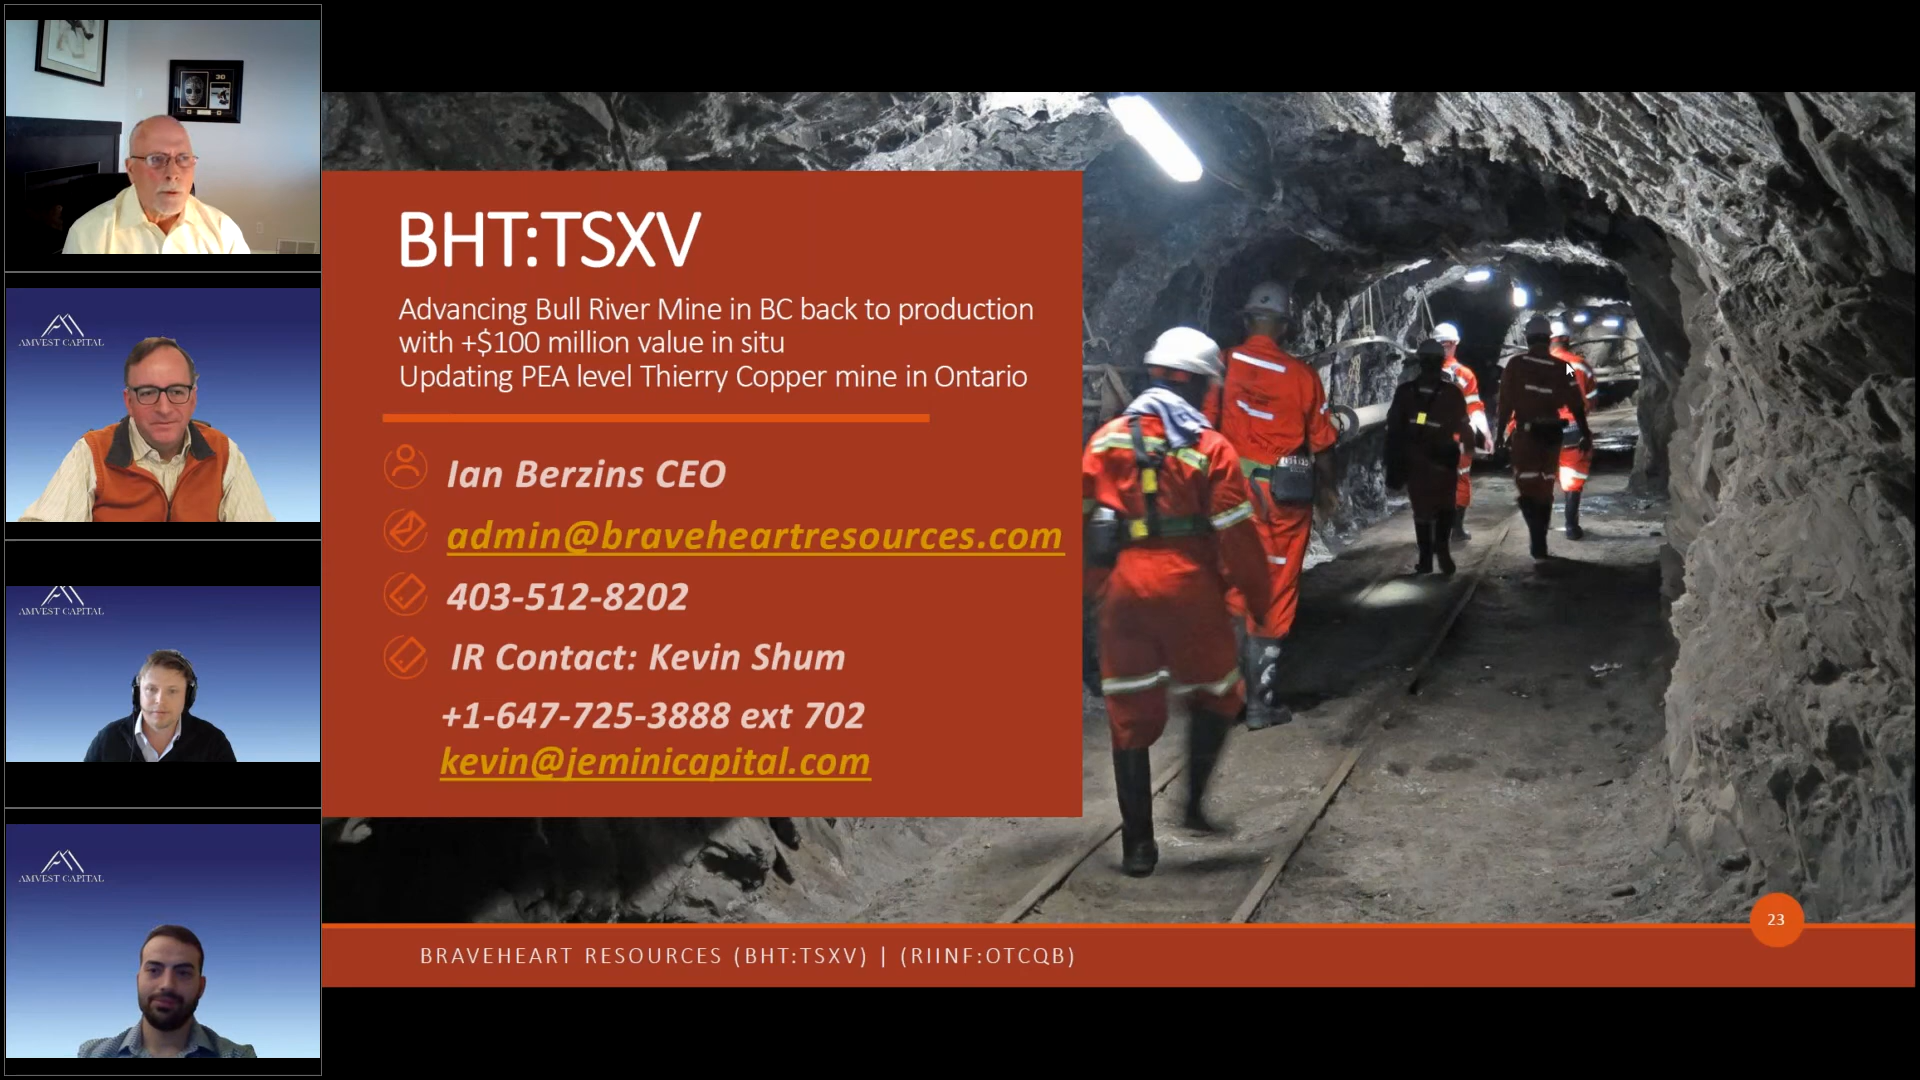 30
AMVEST CAPITAL
AMVEST CAPITAL
AMVEST CAPITAL
BHT:TSXV
Advancing Bull River Mine in BC back to production
with +$100 million value in situ
Updating PEA level Thierry Copper mine in Ontario
Ian Berzins CEO
admin@braveheartresources.com
403-512-8202
IR Contact: Kevin Shum
+1-647-725-3888 ext 702
kevin@jeminicapital.com
23
BRAVEHEART RESOURCES (BHT:TSXV) | (RIINF:OTCQB)